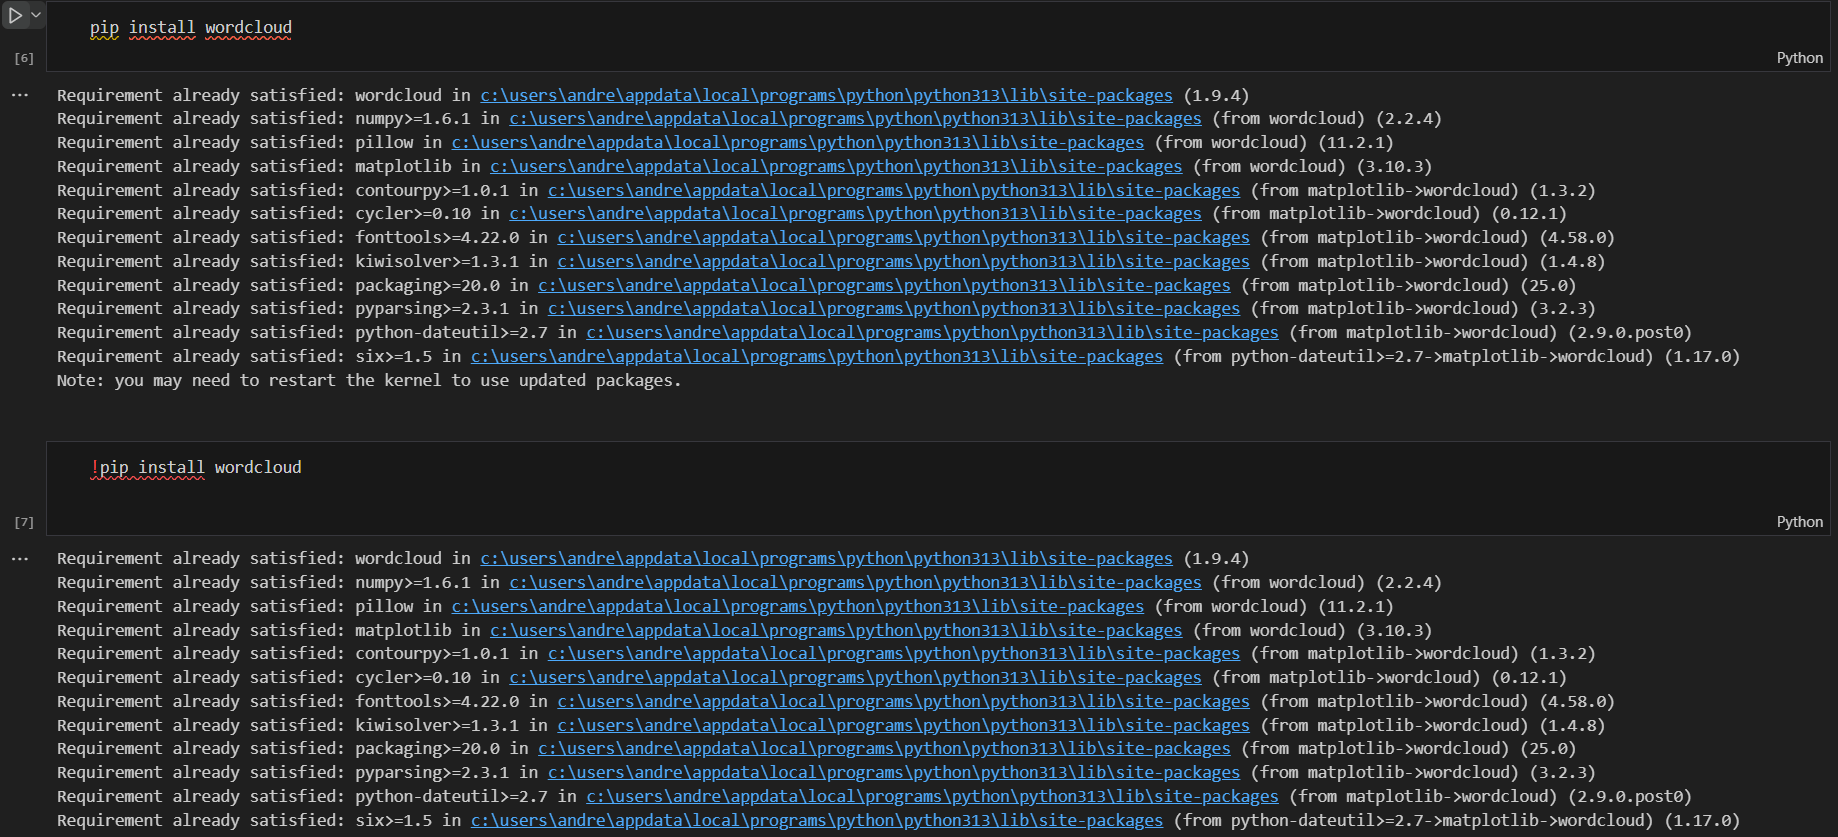 pip install wordcloud
[6]
Python
...
Requirement already satisfied: wordcloud in c:\users\andre\appdata\local\programs\python\python313\lib\site-packages (1.9.4)
Requirement already satisfied: numpy>=1.6.1 in c:\users\andre\appdata\local\programs\python\python313\lib\site-packages (from wordcloud) (2.2.4)
Requirement already satisfied: pillow in c:\users\andre\appdata\local\programs\python\python313\lib\site-packages (from wordcloud) (11.2.1)
Requirement already satisfied: matplotlib in c:\users\andre\appdata\local\programs\python\python313\lib\site-packages (from wordcloud) (3.10.3)
Requirement already satisfied: contourpy>=1.0.1 in c:\users\andre\appdata\local\programs\python\python313\lib\site-packages (from matplotlib->wordcloud) (1.3.2)
Requirement already satisfied: cycler>=0.10 in c:\users\andre\appdata\local\programs\python\python313\lib\site-packages (from matplotlib->wordcloud) (0.12.1)
Requirement already satisfied: fonttools>=4.22.0 in c:\users\andre\appdata\local\programs\python\python313\lib\site-packages (from matplotlib->wordcloud) (4.58.0)
Requirement already satisfied: kiwisolver>=1.3.1 in c:\users\andre\appdata\local\programs\python\python313\lib\site-packages (from matplotlib->wordcloud) (1.4.8)
Requirement already satisfied: packaging>=20.0 in c:\users\andre\appdata\local\programs\python\python313\lib\site-packages (from matplotlib->wordcloud) (25.0)
Requirement already satisfied: pyparsing>=2.3.1 in c:\users\andre\appdata\local\programs\python\python313\lib\site-packages (from matplotlib->wordcloud) (3.2.3)
Requirement already satisfied: python-dateutil>=2.7 in c:\users\andre\appdata\local\programs\python\python313\lib\site-packages (from matplotlib->wordcloud) (2.9.0.post0)
Requirement already satisfied: six>=1.5 in c:\users\andre\appdata\local\programs\python\python313\lib\site-packages (from python-dateutil>=2.7->matplotlib->wordcloud) (1.17.0)
Note: you may need to restart the kernel to use updated packages.
!pip install wordcloud
[7]
Python
...
Requirement already satisfied: wordcloud in c:\users\andre\appdata\local\programs\python\python313\lib\site-packages (1.9.4)
Requirement already satisfied: numpy>=1.6.1 in c:\users\andre\appdata\local\programs\python\python313\lib\site-packages (from wordcloud) (2.2.4)
Requirement already satisfied: pillow in c:\users\andre\appdata\local\programs\python\python313\lib\site-packages (from wordcloud) (11.2.1)
Requirement already satisfied: matplotlib in c:\users\andre\appdata\local\programs\python\python313\lib\site-packages (from wordcloud) (3.10.3)
Requirement already satisfied: contourpy>=1.0.1 in c:\users\andre\appdata\local\programs\python\python313\lib\site-packages (from matplotlib->wordcloud) (1.3.2)
Requirement already satisfied: cycler>=0.10 in c:\users\andre\appdata\local\programs\python\python313\lib\site-packages (from matplotlib->wordcloud) (0.12.1)
Requirement already satisfied: fonttools>=4.22.0 in c:\users\andre\appdata\local\programs\python\python313\lib\site-packages (from matplotlib->wordcloud) (4.58.0)
Requirement already satisfied: kiwisolver>=1.3.1 in c:\users\andre\appdata\local\programs\python\python313\lib\site-packages (from matplotlib->wordcloud) (1.4.8)
Requirement already satisfied: packaging>=20.0 in c:\users\andre\appdata\local\programs\python\python313\lib\site-packages (from matplotlib->wordcloud) (25.0)
Requirement already satisfied: pyparsing>=2.3.1 in c:\users\andre\appdata\local\programs\python\python313\lib\site-packages (from matplotlib->wordcloud) (3.2.3)
Requirement already satisfied: python-dateutil>=2.7 in c:\users\andre\appdata\local\programs\python\python313\lib\site-packages (from matplotlib->wordcloud) (2.9.0.post0)
Requirement already satisfied: six>=1.5 in c:\users\andre\appdata\local\programs\python\python313\lib\site-packages (from python-dateutil>=2.7->matplotlib->wordcloud) (1.17.0)